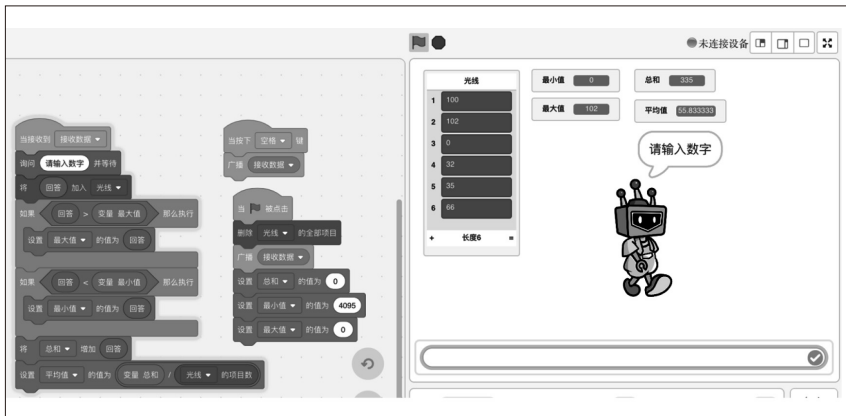 未连接设备
当接收到 接收数据
询问 请输入数字 并等待
将 回答 加入 光线
如果 回答 > 变量 最大值 那么执行
设置 最大值 的值为 回答
如果 回答 < 变量 最小值 那么执行
设置 最小值 的值为 回答
将 总和 增加 回答
设置 平均值 的值为 变量 总和 / 光线 的项目数
当按下 空格 键
广播 接收数据
当 被点击
删除 光线 的全部项目
广播 接收数据
设置 总和 的值为 0
设置 最小值 的值为 4095
设置 最大值 的值为 0
光线
1 100
2 102
3 0
4 32
5 35
6 66
+ 长度6 =
最小值 0
总和 335
最大值 102
平均值 55.833333
请输入数字